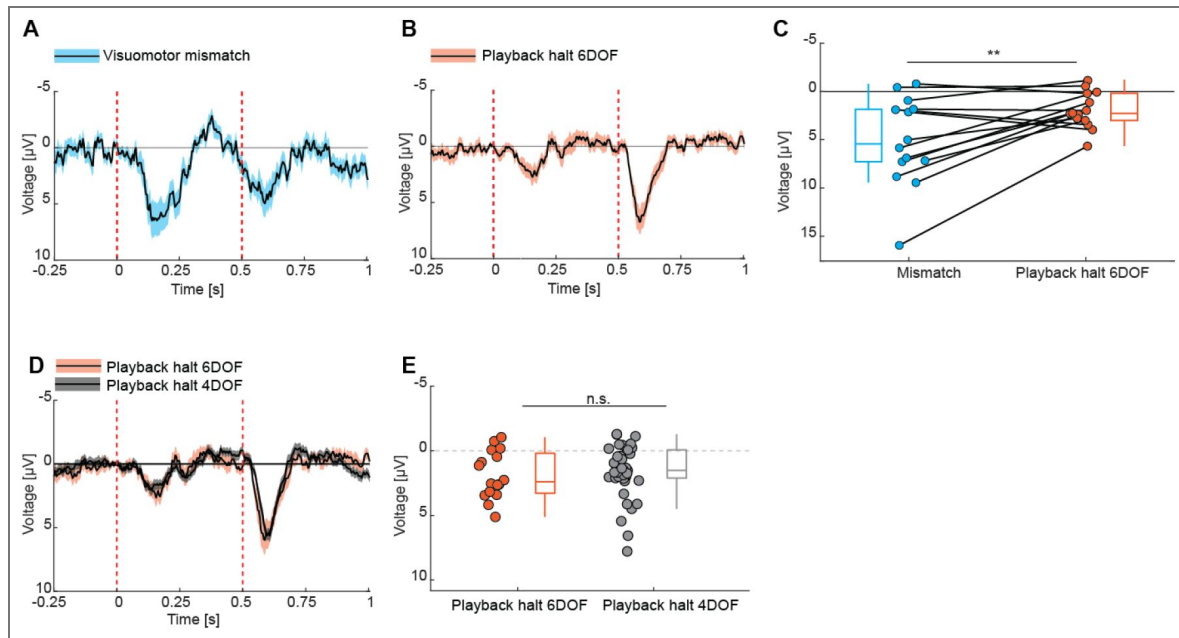 A
Visuomotor mismatch
-5
0
5
10
Voltage [µV]
-0.25 0 0.25 0.5 0.75 1
Time [s]
B
Playback halt 6DOF
-5
0
5
10
Voltage [µV]
-0.25 0 0.25 0.5 0.75 1
Time [s]
C
**
-5
0
5
10
15
Voltage [µV]
Mismatch Playback halt 6DOF
D
Playback halt 6DOF
Playback halt 4DOF
-5
0
5
10
Voltage [µV]
-0.25 0 0.25 0.5 0.75 1
Time [s]
E
n.s.
-5
0
5
10
Voltage [µV]
Playback halt 6DOF Playback halt 4DOF